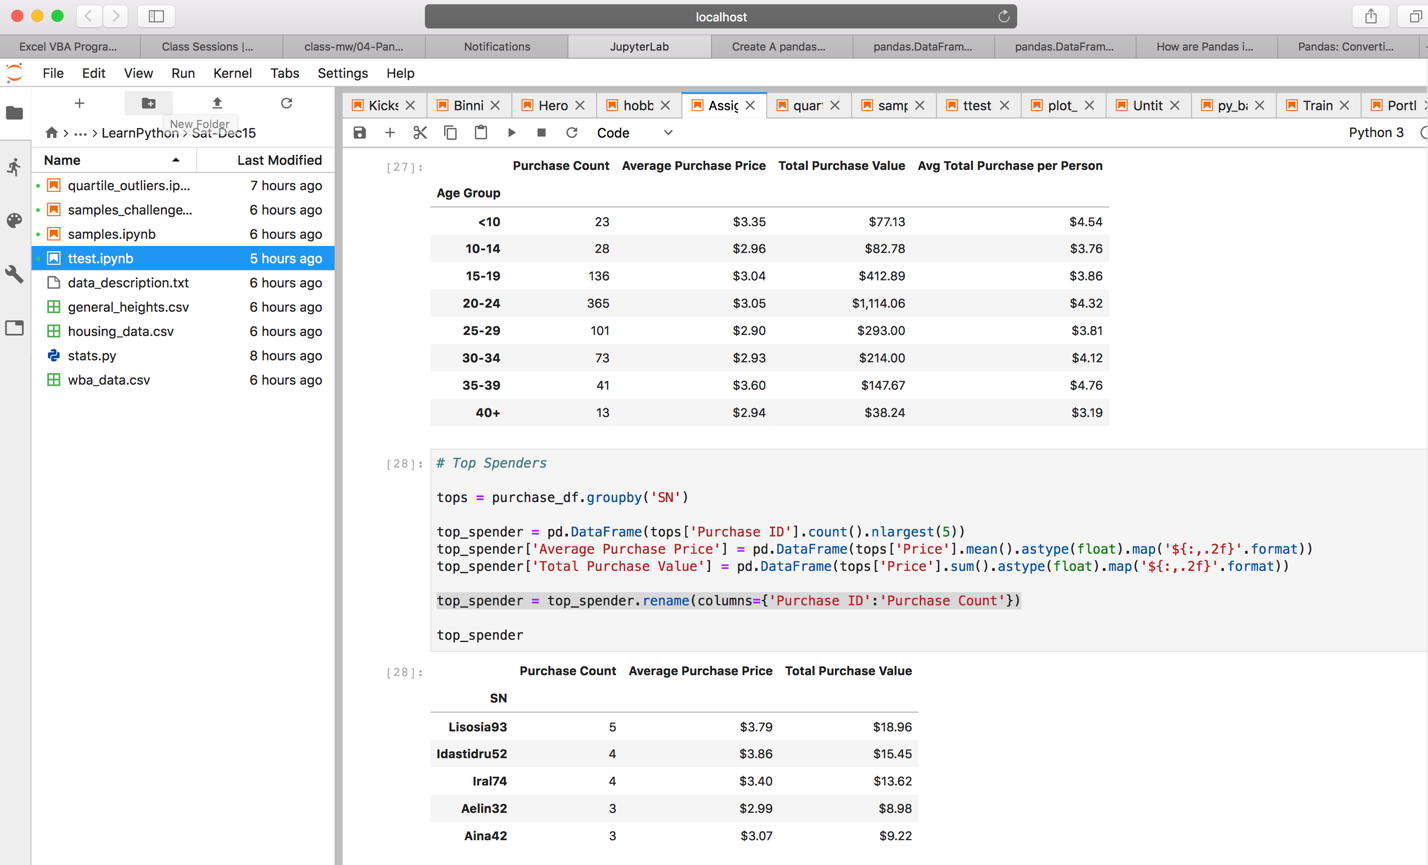 localhost
Excel VBA Progra... Class Sessions |... class-mw/04-Pan... Notifications JupyterLab Create A pandas... pandas.DataFram... pandas.DataFram... How are Pandas i... Pandas: Converti...
File Edit View Run Kernel Tabs Settings Help
Kicks Binni Hero hobb Assig quar samp ttest plot_ Untit py_ba Train PortF
New Folder
… › LearnPython › Sat-Dec15
Code Python 3
Name Last Modified
quartile_outliers.ip... 7 hours ago
samples_challenge... 6 hours ago
samples.ipynb 6 hours ago
ttest.ipynb 5 hours ago
data_description.txt 6 hours ago
general_heights.csv 6 hours ago
housing_data.csv 6 hours ago
stats.py 8 hours ago
wba_data.csv 6 hours ago
[27]: Purchase Count Average Purchase Price Total Purchase Value Avg Total Purchase per Person
Age Group
<10 23 $3.35 $77.13 $4.54
10-14 28 $2.96 $82.78 $3.76
15-19 136 $3.04 $412.89 $3.86
20-24 365 $3.05 $1,114.06 $4.32
25-29 101 $2.90 $293.00 $3.81
30-34 73 $2.93 $214.00 $4.12
35-39 41 $3.60 $147.67 $4.76
40+ 13 $2.94 $38.24 $3.19
[28]: # Top Spenders
tops = purchase_df.groupby('SN')
top_spender = pd.DataFrame(tops['Purchase ID'].count().nlargest(5))
top_spender['Average Purchase Price'] = pd.DataFrame(tops['Price'].mean().astype(float).map('${:,.2f}'.format))
top_spender['Total Purchase Value'] = pd.DataFrame(tops['Price'].sum().astype(float).map('${:,.2f}'.format))
top_spender = top_spender.rename(columns={'Purchase ID':'Purchase Count'})
top_spender
[28]: Purchase Count Average Purchase Price Total Purchase Value
SN
Lisosia93 5 $3.79 $18.96
Idastidru52 4 $3.86 $15.45
Iral74 4 $3.40 $13.62
Aelin32 3 $2.99 $8.98
Aina42 3 $3.07 $9.22